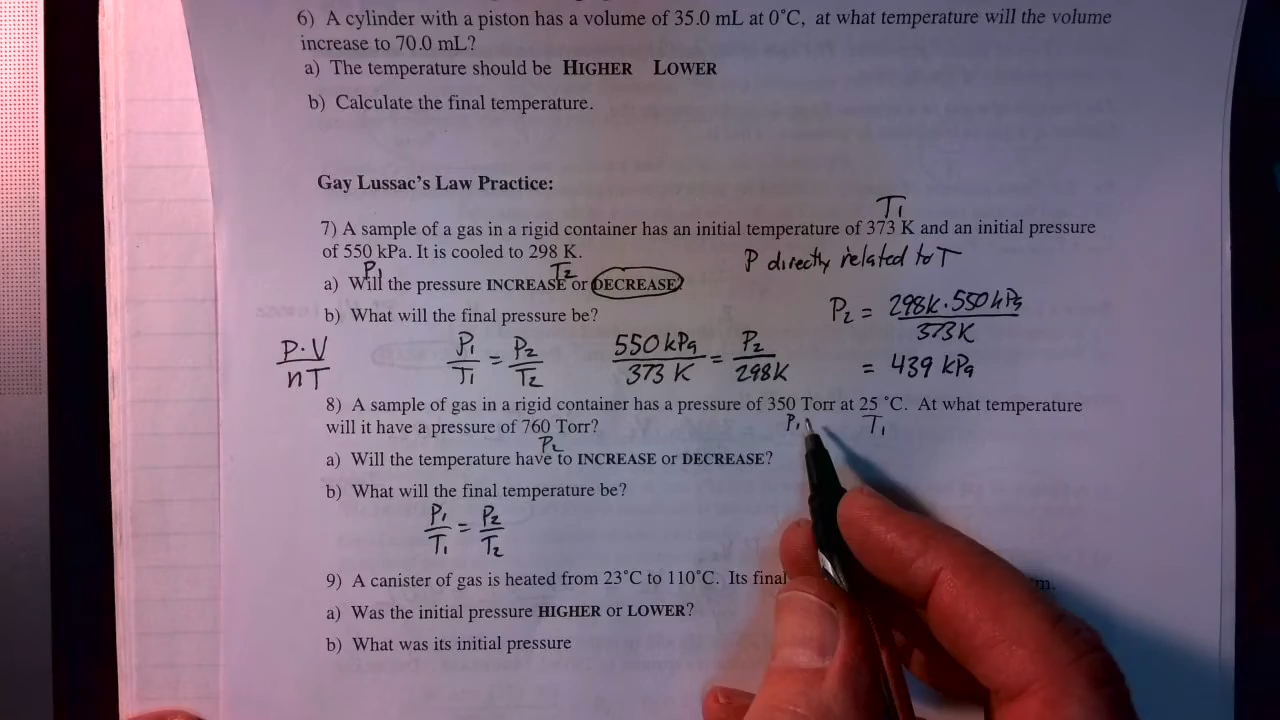 6) A cylinder with a piston has a volume of 35.0 mL at 0˚C, at what temperature will the volume
increase to 70.0 mL?
a) The temperature should be HIGHER LOWER
b) Calculate the final temperature.
Gay Lussac's Law Practice:
T₁
7) A sample of a gas in a rigid container has an initial temperature of 373 K and an initial pressure
of 550 kPa. It is cooled to 298 K.
P₁ T₂
P directly related to T
a) Will the pressure INCREASE or DECREASE?
b) What will the final pressure be?
P₂ = 298K · 550 kPa / 373 K
P·V / nT
P₁/T₁ = P₂/T₂
550 kPa / 373 K = P₂ / 298K
= 439 kPa
8) A sample of gas in a rigid container has a pressure of 350 Torr at 25 ˚C. At what temperature
P₁ T₁
will it have a pressure of 760 Torr?
P₂
a) Will the temperature have to INCREASE or DECREASE?
b) What will the final temperature be?
P₁/T₁ = P₂/T₂
9) A canister of gas is heated from 23˚C to 110˚C. Its final
a) Was the initial pressure HIGHER or LOWER?
b) What was its initial pressure